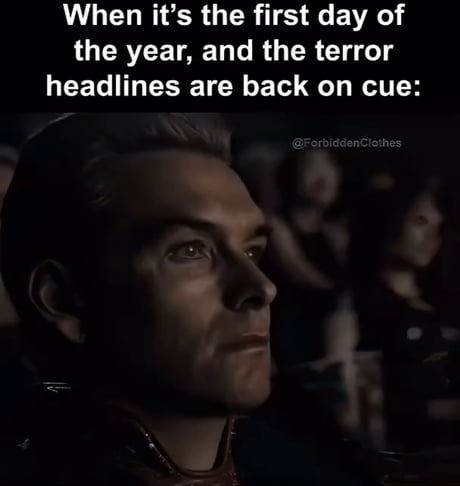 When it’s the first day of
the year, and the terror
headlines are back on cue:
@ForbiddenClothes